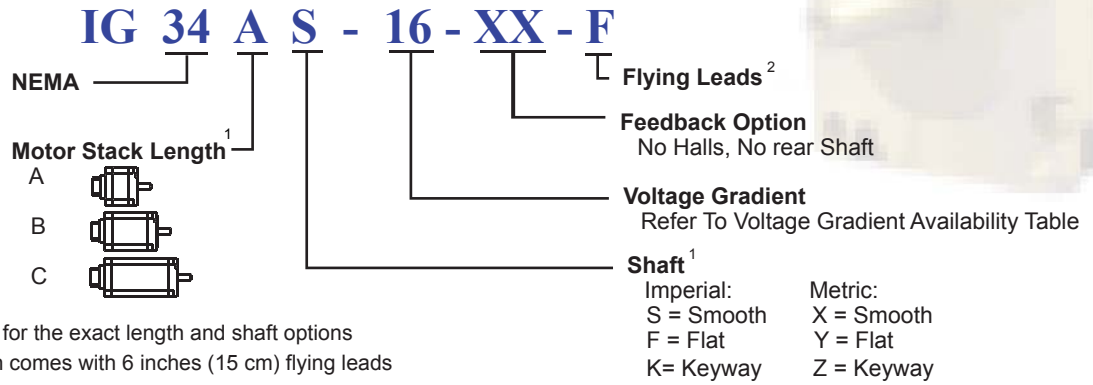 IG 34 A S - 16 - XX - F
NEMA
Flying Leads 2
Feedback Option
No Halls, No rear Shaft
Motor Stack Length 1
A
B
C
Voltage Gradient
Refer To Voltage Gradient Availability Table
Shaft 1
Imperial: Metric:
S = Smooth X = Smooth
F = Flat Y = Flat
K= Keyway Z = Keyway
for the exact length and shaft options
comes with 6 inches (15 cm) flying leads